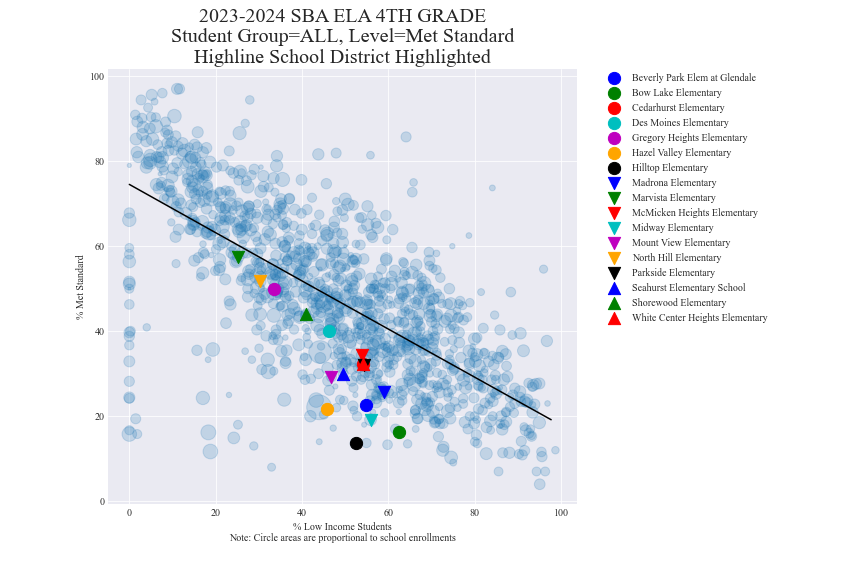 2023-2024 SBA ELA 4TH GRADE
Student Group=ALL, Level=Met Standard
Highline School District Highlighted
100
80
60
40
20
0
% Met Standard
0 20 40 60 80 100
% Low Income Students
Note: Circle areas are proportional to school enrollments
Beverly Park Elem at Glendale
Bow Lake Elementary
Cedarhurst Elementary
Des Moines Elementary
Gregory Heights Elementary
Hazel Valley Elementary
Hilltop Elementary
Madrona Elementary
Marvista Elementary
McMicken Heights Elementary
Midway Elementary
Mount View Elementary
North Hill Elementary
Parkside Elementary
Seahurst Elementary School
Shorewood Elementary
White Center Heights Elementary